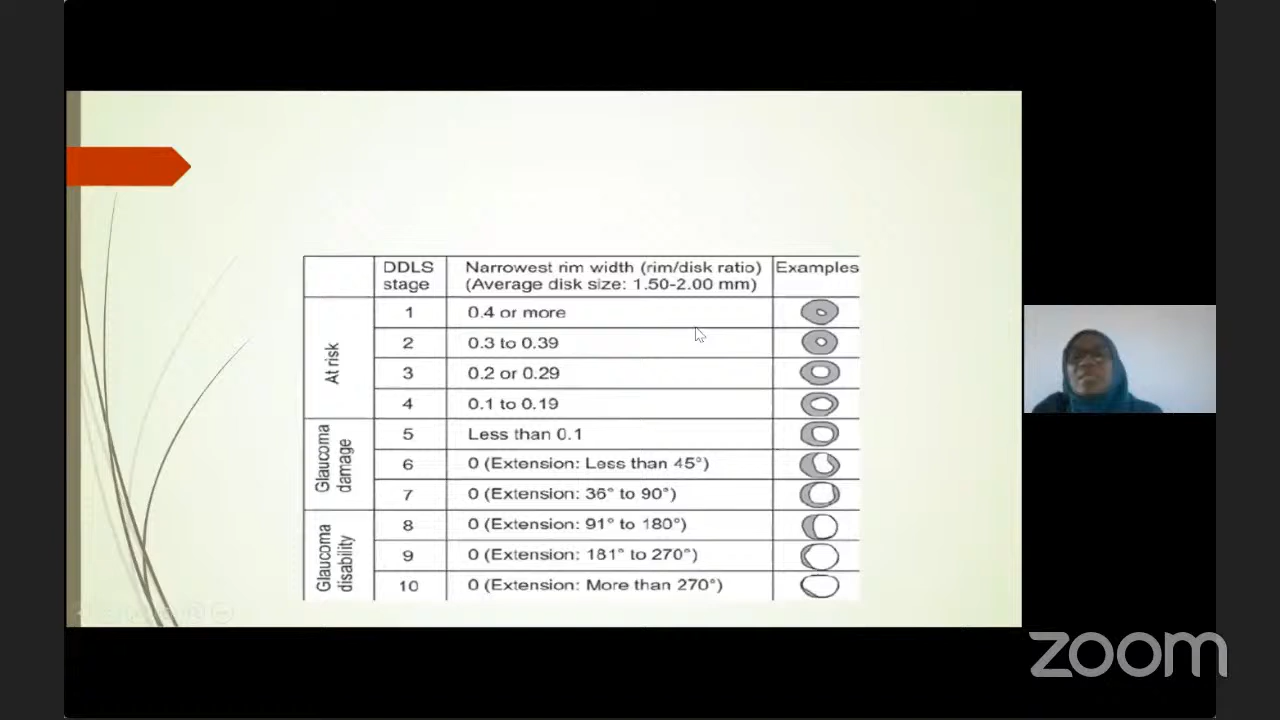 DDLS stage
Narrowest rim width (rim/disk ratio) (Average disk size: 1.50-2.00 mm)
Examples
At risk
1 0.4 or more
2 0.3 to 0.39
3 0.2 or 0.29
4 0.1 to 0.19
Glaucoma damage
5 Less than 0.1
6 0 (Extension: Less than 45°)
7 0 (Extension: 36° to 90°)
Glaucoma disability
8 0 (Extension: 91° to 180°)
9 0 (Extension: 181° to 270°)
10 0 (Extension: More than 270°)
zoom